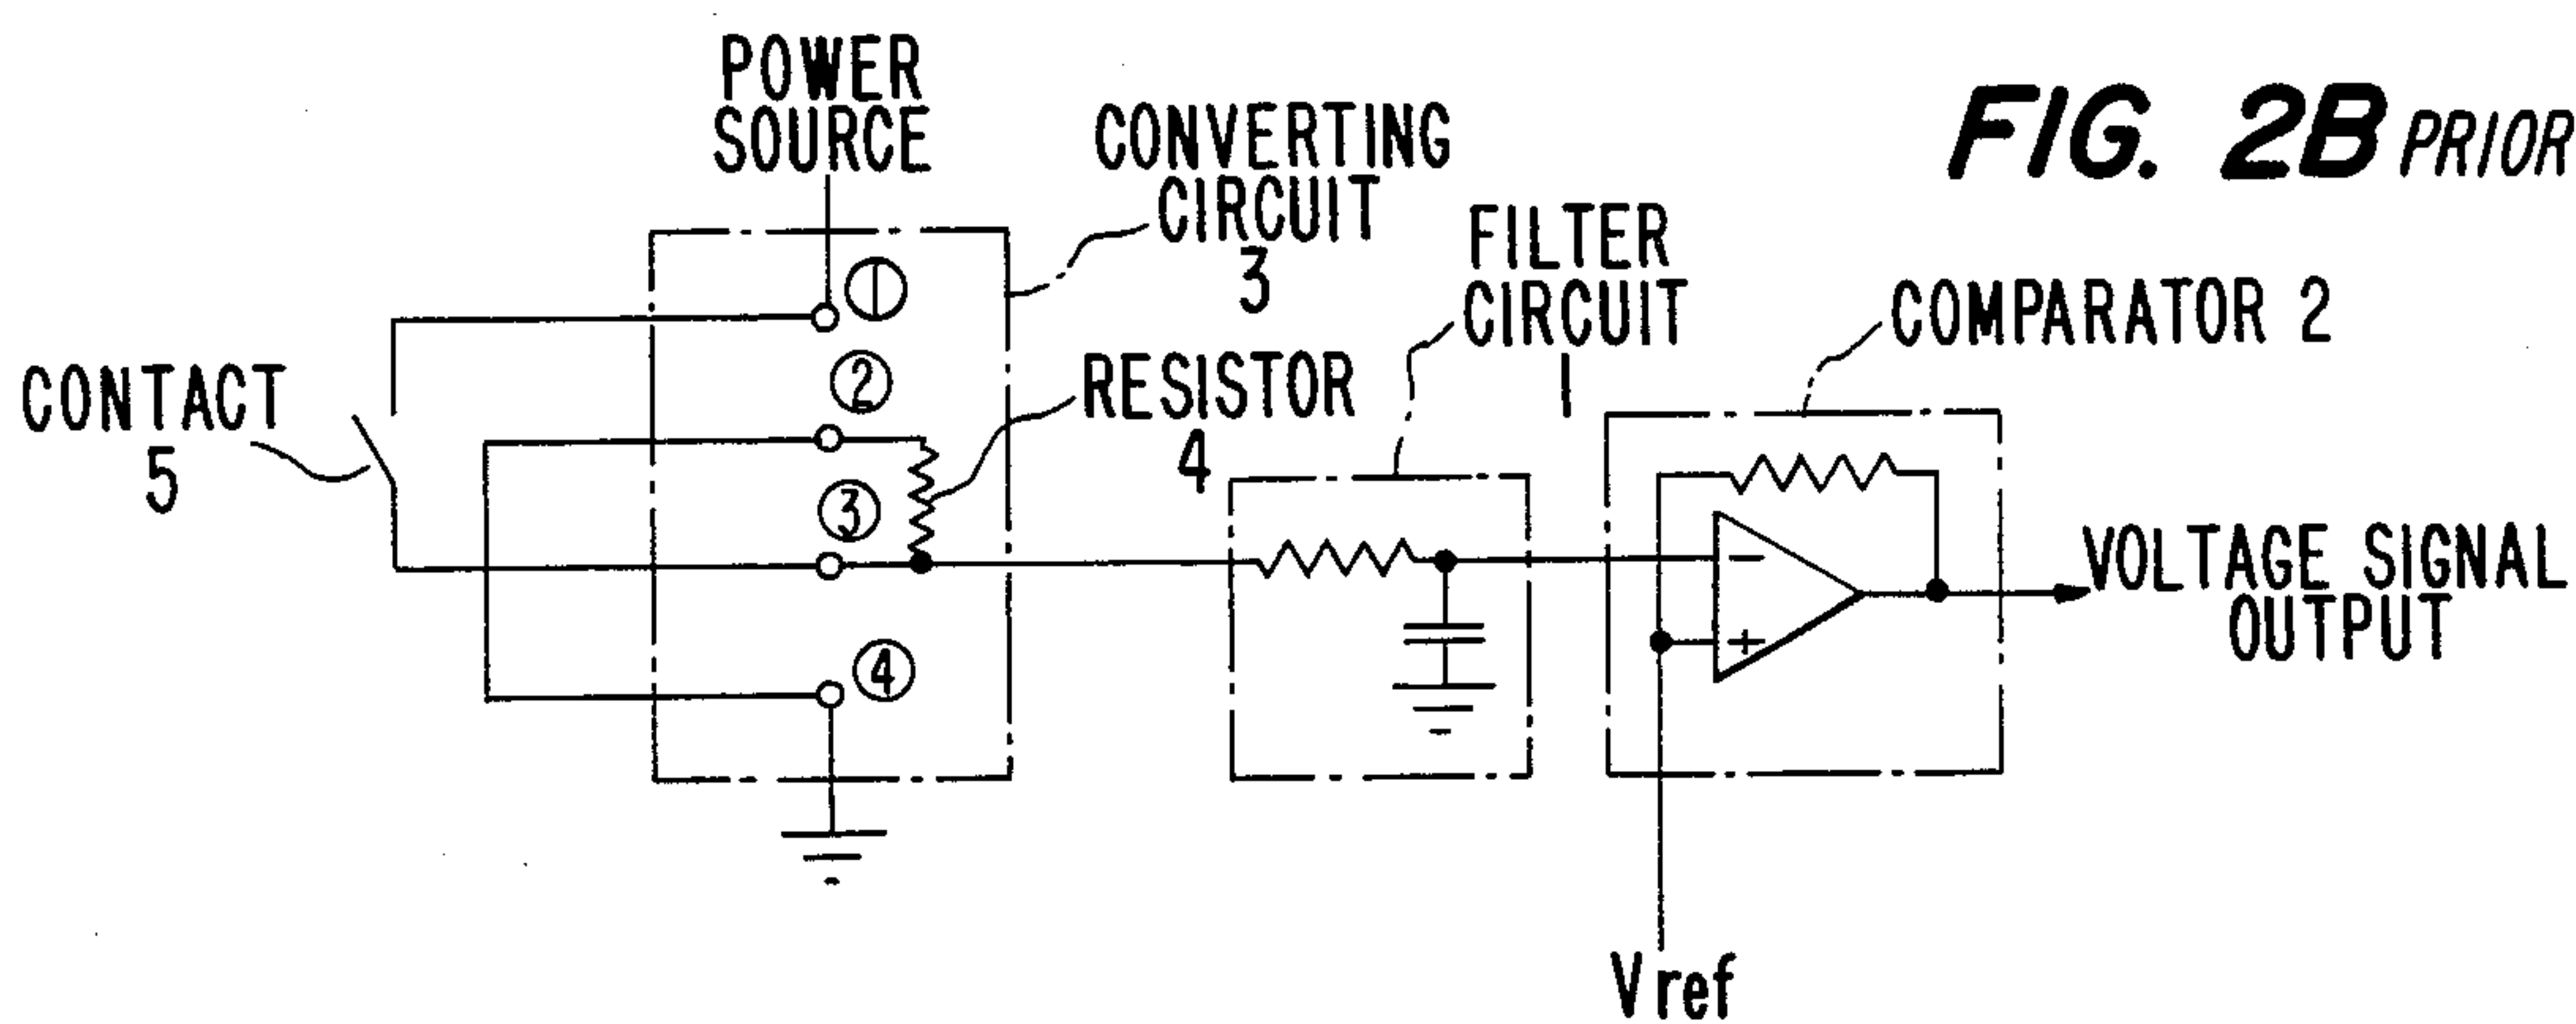 FIG. 2B PRIOR
POWER
SOURCE
CONVERTING
CIRCUIT
3
FILTER
CIRCUIT
1
COMPARATOR 2
CONTACT
5
RESISTOR
4
①
②
③
④
−
+
VOLTAGE SIGNAL
OUTPUT
Vref